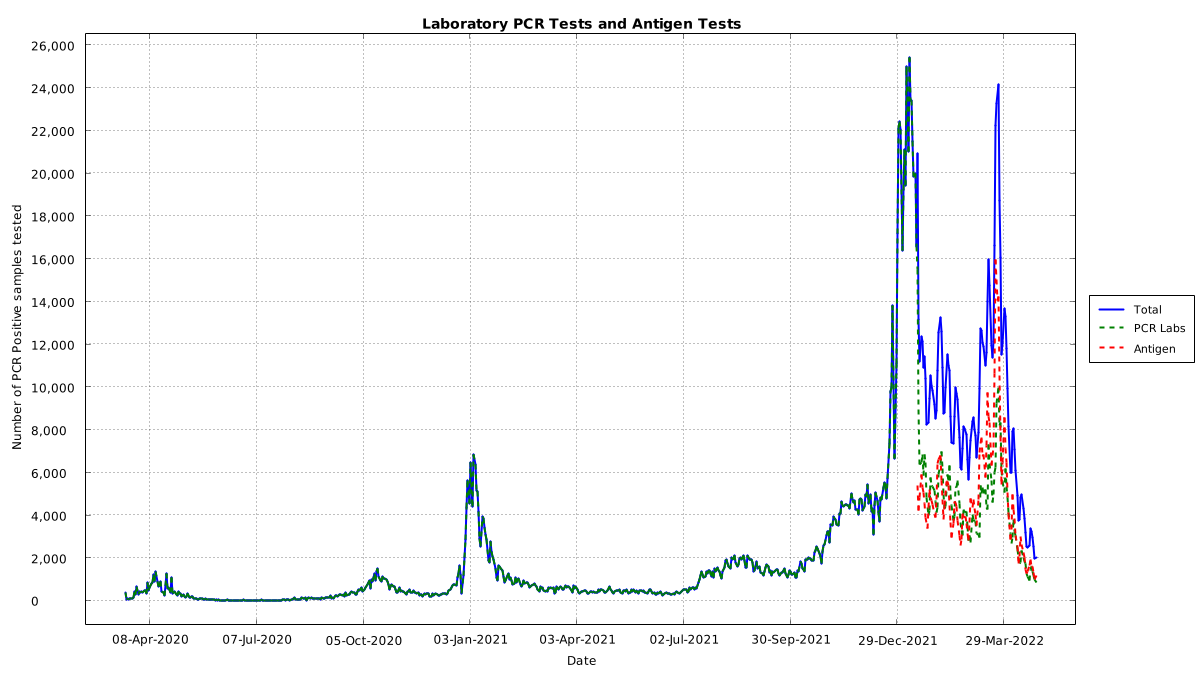 Laboratory PCR Tests and Antigen Tests
26,000
24,000
22,000
20,000
18,000
16,000
14,000
12,000
10,000
8,000
6,000
4,000
2,000
0
Number of PCR Positive samples tested
08-Apr-2020
07-Jul-2020
05-Oct-2020
03-Jan-2021
03-Apr-2021
02-Jul-2021
30-Sep-2021
29-Dec-2021
29-Mar-2022
Date
Total
PCR Labs
Antigen